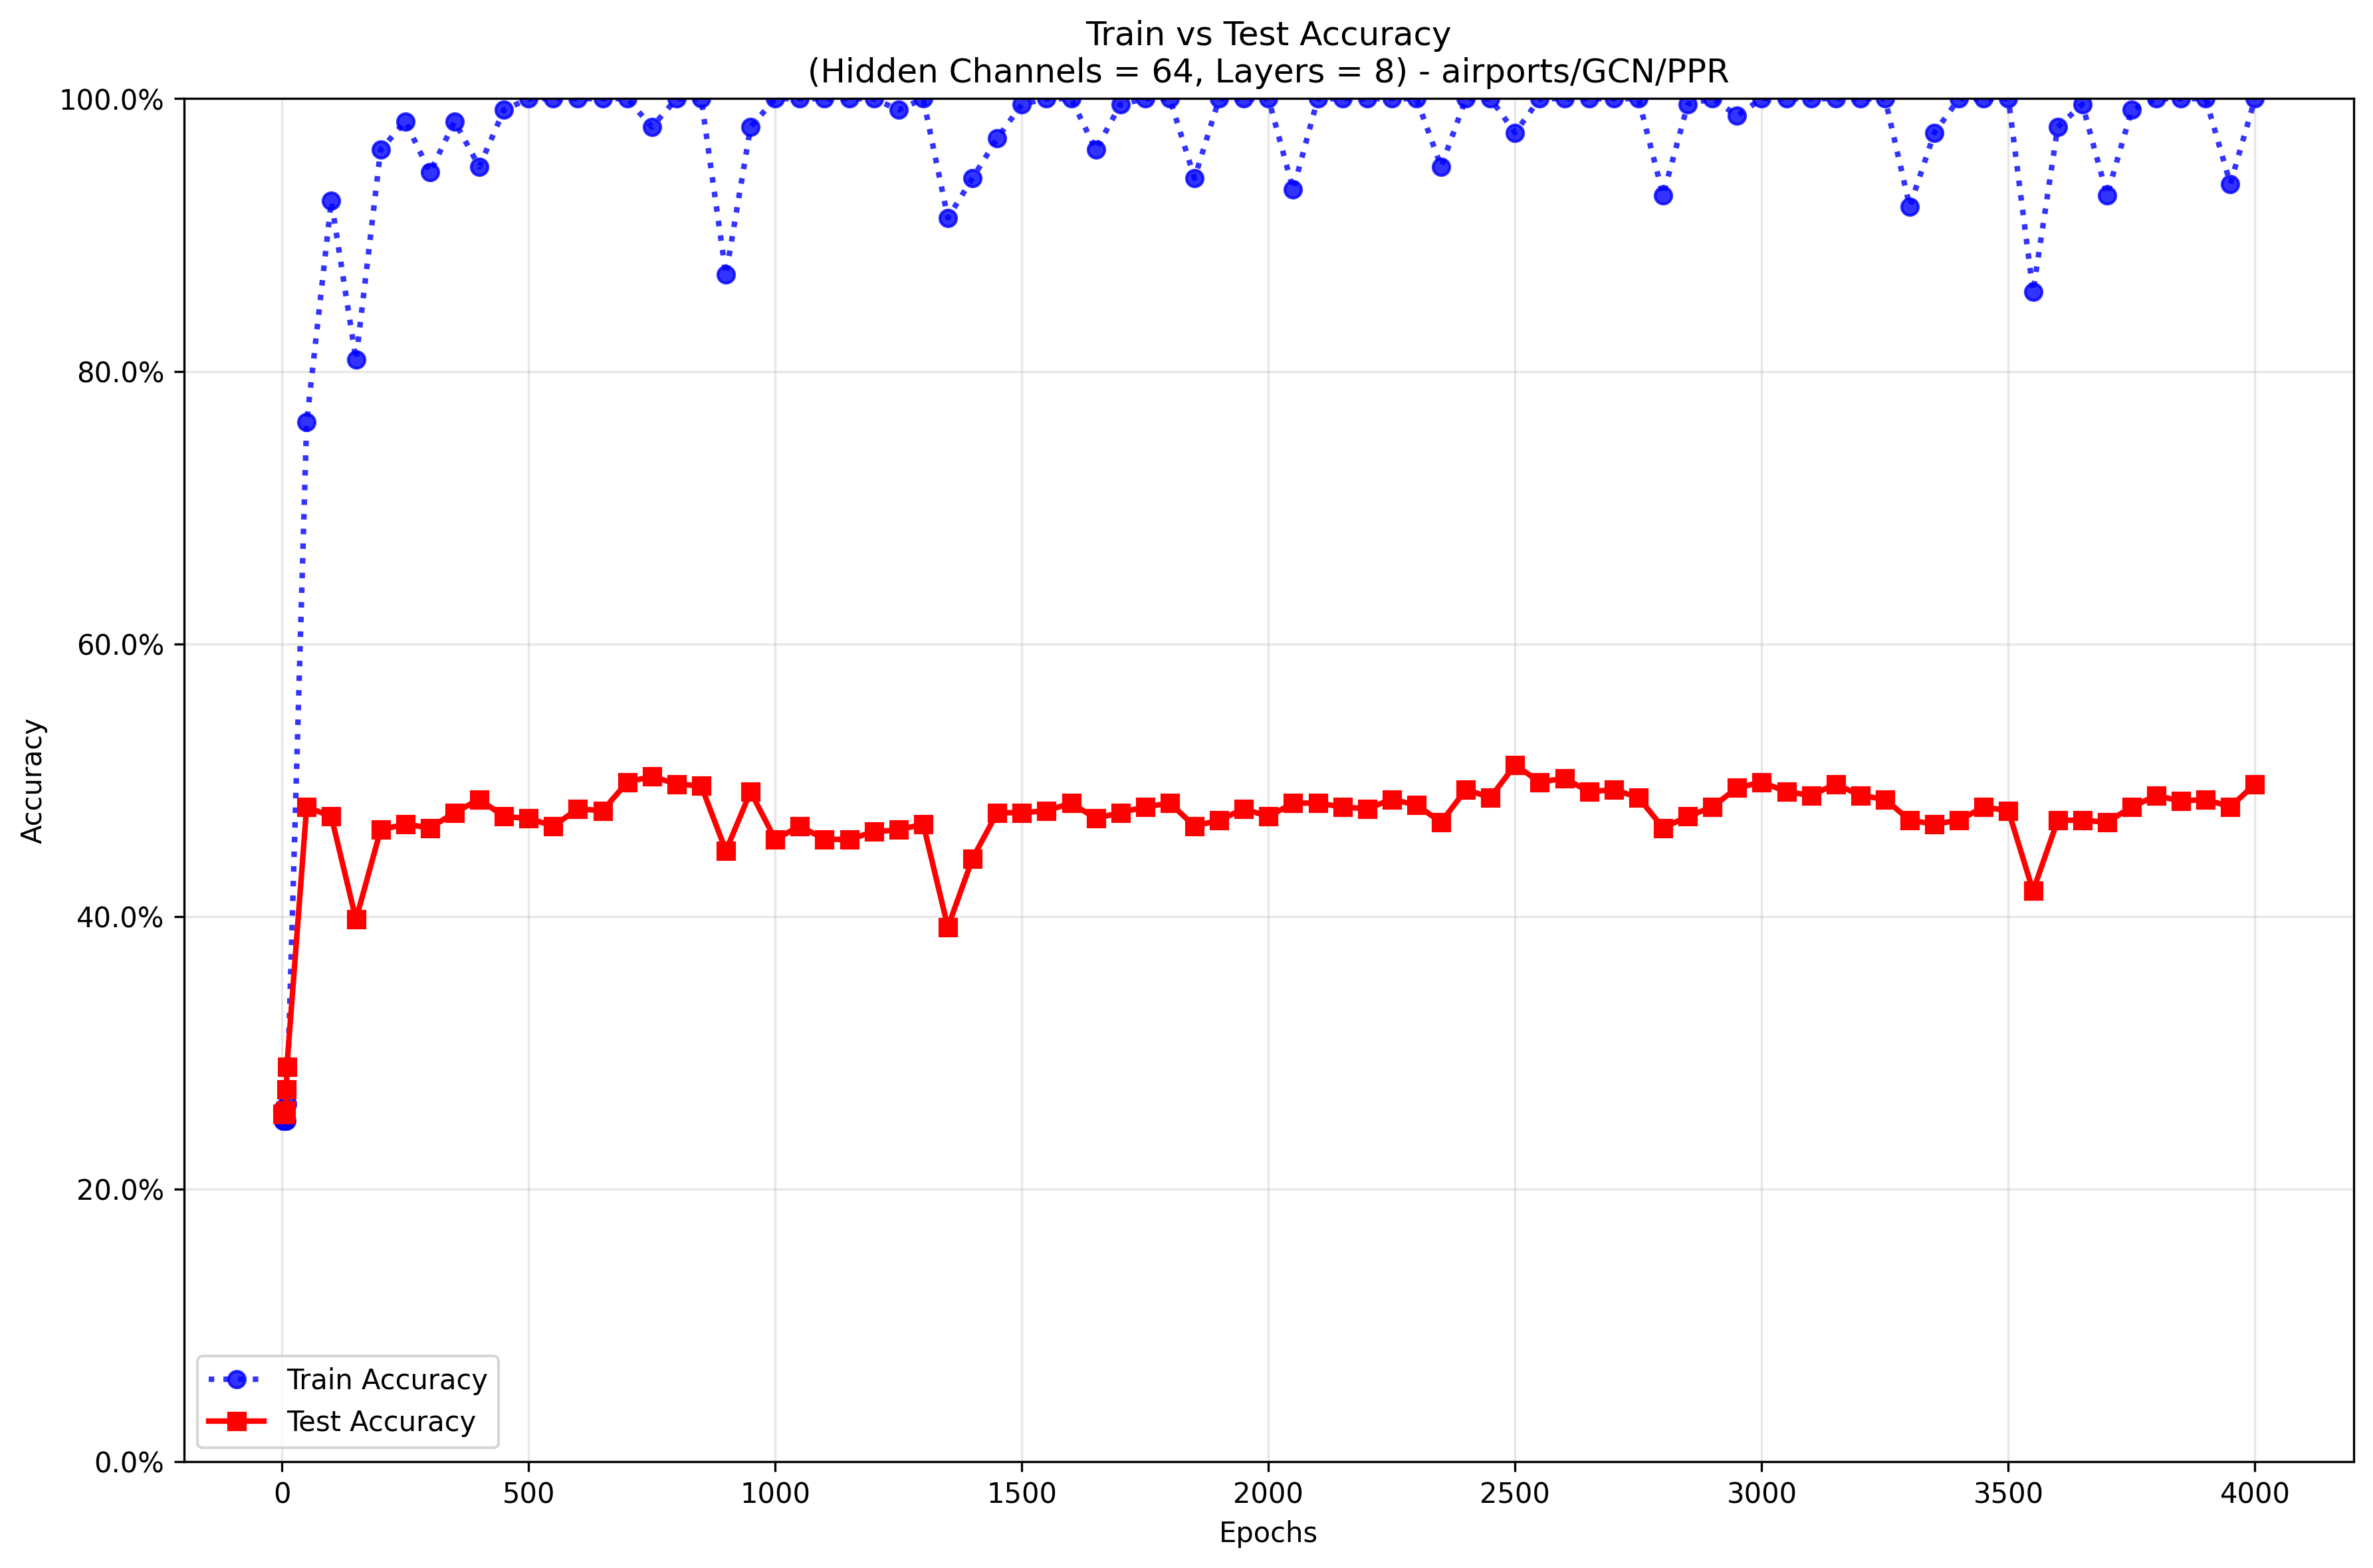 Train vs Test Accuracy
(Hidden Channels = 64, Layers = 8) - airports/GCN/PPR
100.0%
80.0%
60.0%
40.0%
20.0%
0.0%
Accuracy
Train Accuracy
Test Accuracy
0 500 1000 1500 2000 2500 3000 3500 4000
Epochs